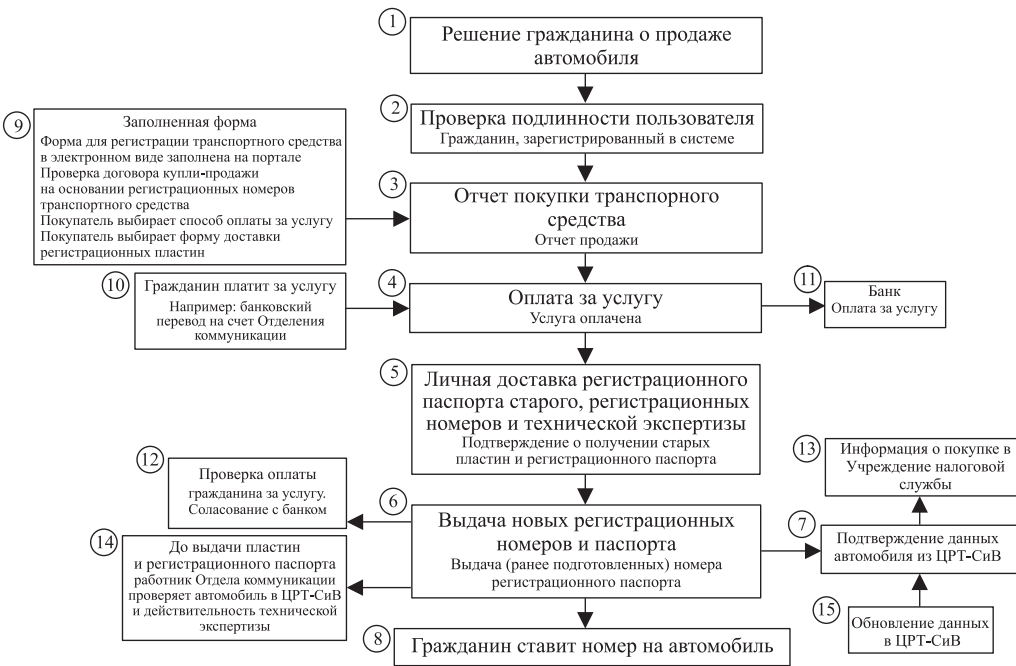 1
Решение гражданина о продаже
автомобиля
2
Проверка подлинности пользователя
Гражданин, зарегистрированный в системе
9
Заполненная форма
Форма для регистрации транспортного средства
в электронном виде заполнена на портале
Проверка договора купли-продажи
на основании регистрационных номеров
транспортного средства
Покупатель выбирает способ оплаты за услугу
Покупатель выбирает форму доставки
регистрационных пластин
3
Отчет покупки транспорного
средства
Отчет продажи
10
Гражданин платит за услугу
Например: банковский
перевод на счет Отделения
коммуникации
4
Оплата за услугу
Услуга оплачена
11
Банк
Оплата за услугу
5
Личная доставка регистрационного
паспорта старого, регистрационных
номеров и технической экспертизы
Подтверждение о получении старых
пластин и регистрационного паспорта
12
Проверка оплаты
гражданина за услугу.
Соласование с банком
13
Информация о покупке в
Учреждение налоговой
службы
6
Выдача новых регистрационных
номеров и паспорта
Выдача (ранее подготовленных) номера
регистрационного паспорта
7
Подтверждение данных
автомобиля из ЦРТ-СиВ
14
До выдачи пластин
и регистрационного паспорта
работник Отдела коммуникации
проверяет автомобиль в ЦРТ-СиВ
и действительность технической
экспертизы
15
Обновление данных
в ЦРТ-СиВ
8
Гражданин ставит номер на автомобиль